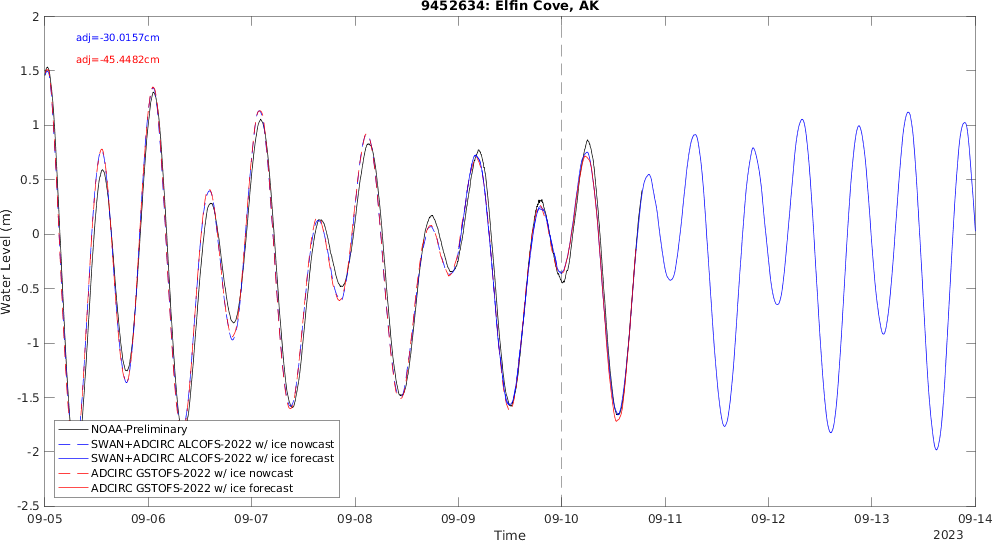 9452634: Elfin Cove, AK
adj=-30.0157cm
adj=-45.4482cm
Water Level (m)
2
1.5
1
0.5
0
-0.5
-1
-1.5
-2
-2.5
NOAA-Preliminary
SWAN+ADCIRC ALCOFS-2022 w/ ice nowcast
SWAN+ADCIRC ALCOFS-2022 w/ ice forecast
ADCIRC GSTOFS-2022 w/ ice nowcast
ADCIRC GSTOFS-2022 w/ ice forecast
09-05 09-06 09-07 09-08 09-09 09-10 09-11 09-12 09-13 09-14
Time
2023